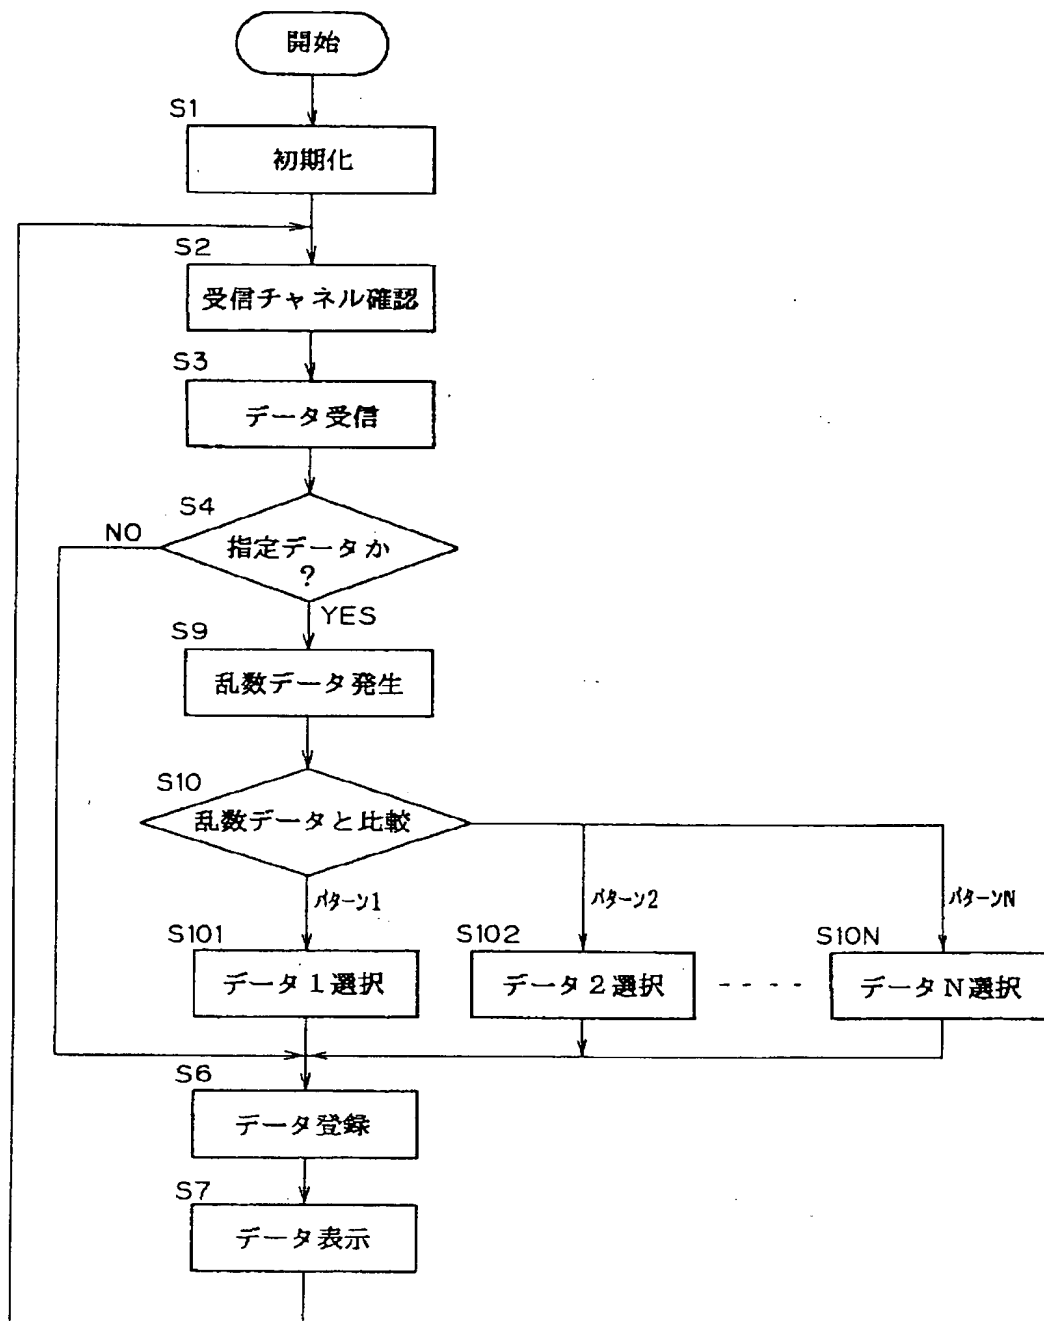 開始
S1
初期化
S2
受信チャネル確認
S3
データ受信
S4
NO
指定データか
?
YES
S9
乱数データ発生
S10
乱数データと比較
パターン1
パターン2
パターンN
S101
S102
S10N
データ1選択
データ2選択
データN選択
S6
データ登録
S7
データ表示